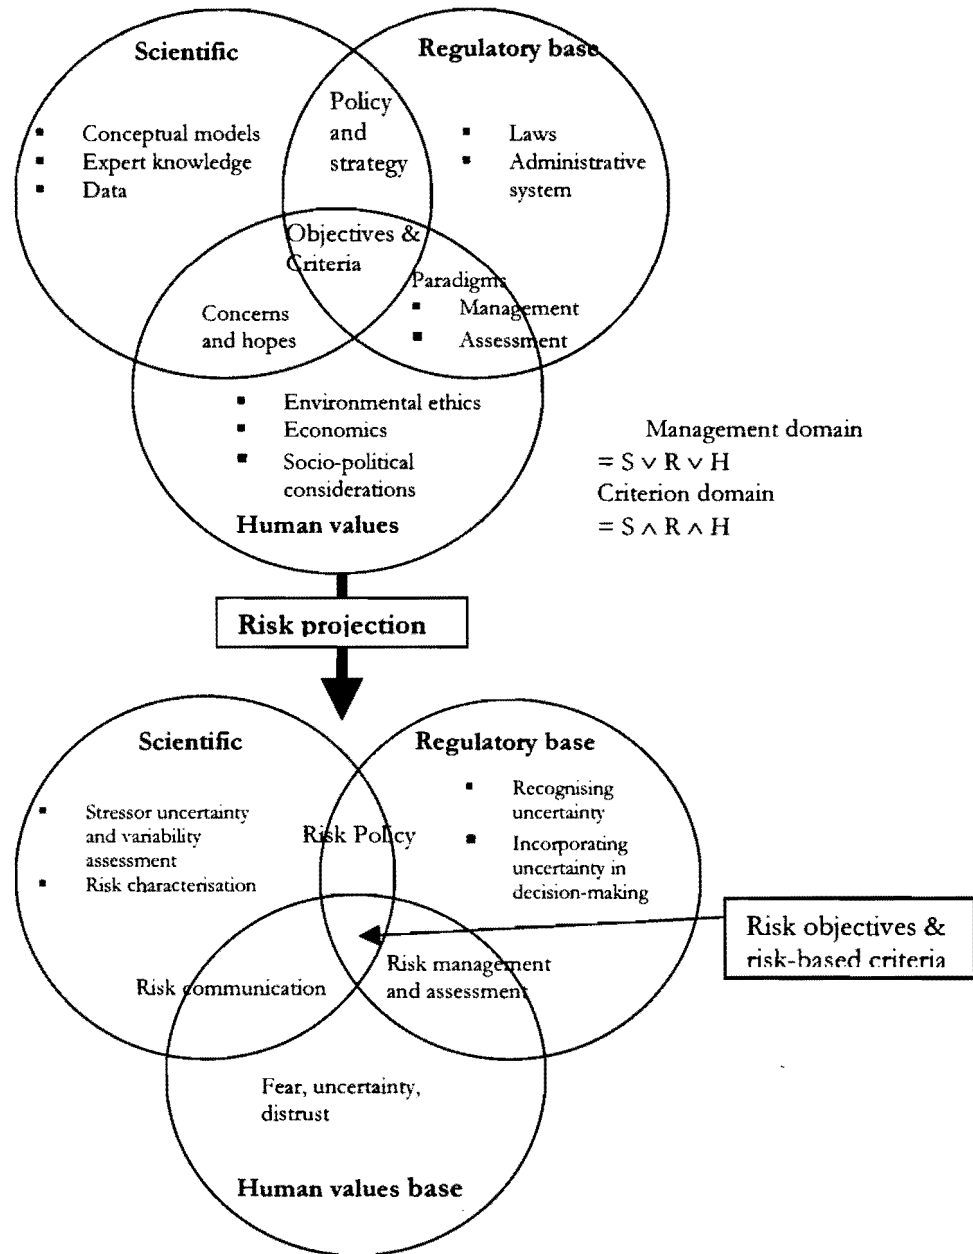 Scientific
Regulatory base
Policy
and
strategy
▪ Conceptual models
▪ Expert knowledge
▪ Data
▪ Laws
▪ Administrative
system
Objectives &
Criteria
Paradigms
▪ Management
▪ Assessment
Concerns
and hopes
▪ Environmental ethics
▪ Economics
▪ Socio-political
considerations
Human values
Management domain
= S ∨ R ∨ H
Criterion domain
= S ∧ R ∧ H
Risk projection
Scientific
Regulatory base
▪ Stressor uncertainty
and variability
assessment
▪ Risk characterisation
Risk Policy
▪ Recognising
uncertainty
▪ Incorporating
uncertainty in
decision-making
Risk objectives &
risk-based criteria
Risk communication
Risk management
and assessment
Fear, uncertainty,
distrust
Human values base